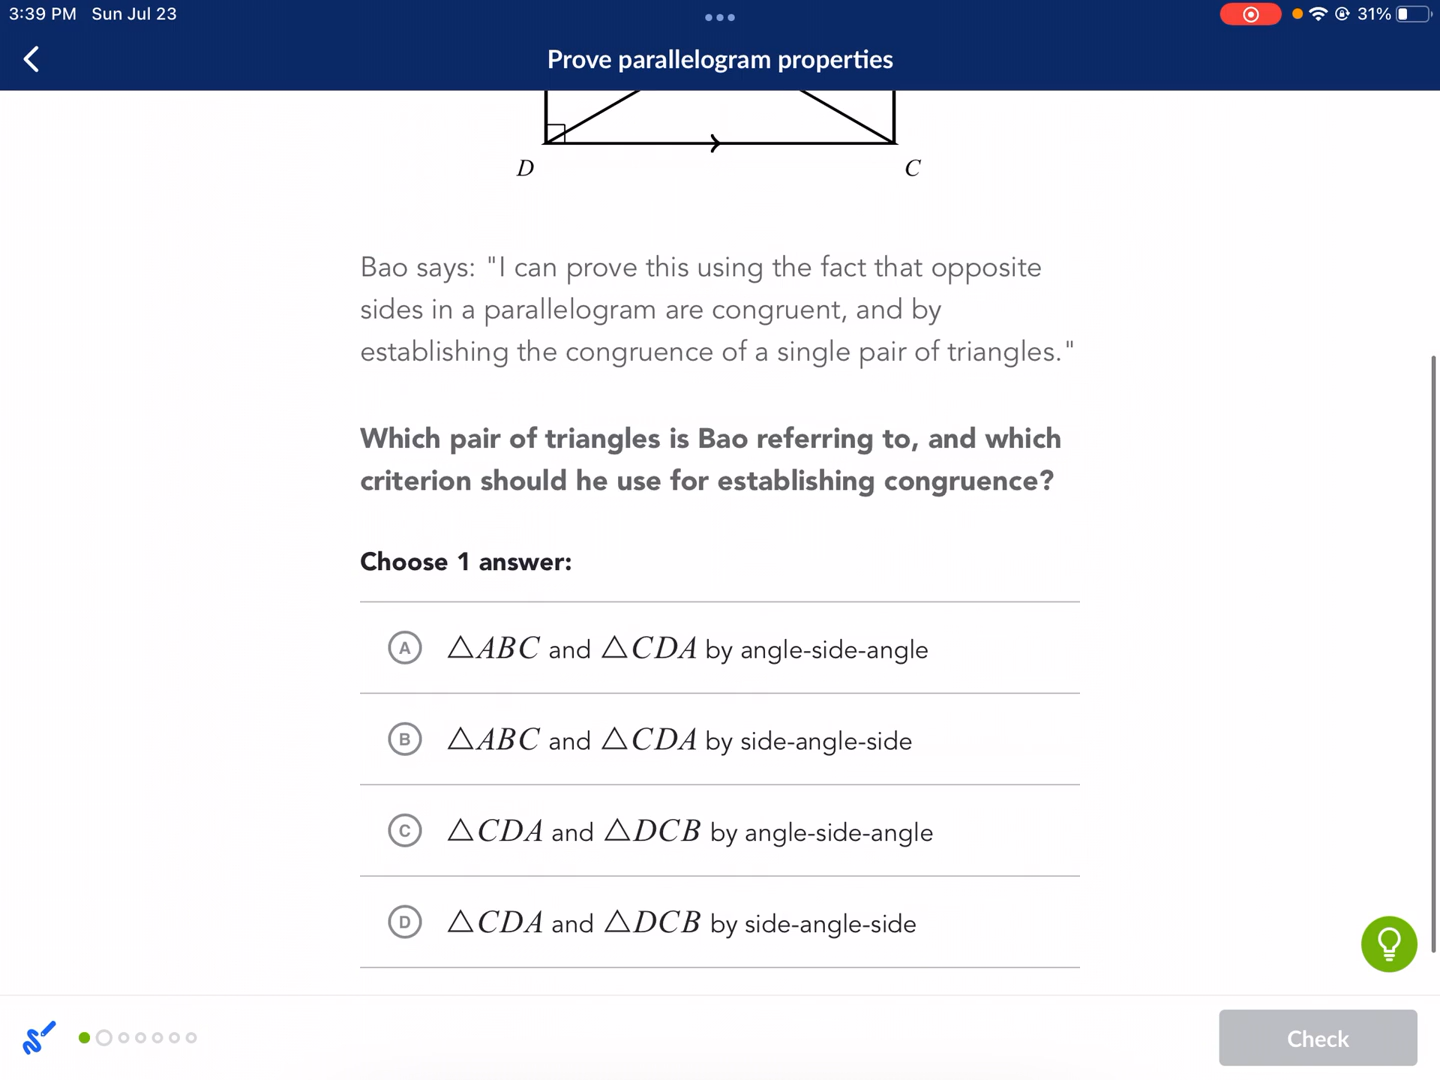 3:39 PM Sun Jul 23
31%
Prove parallelogram properties
D
C
Bao says: "I can prove this using the fact that opposite
sides in a parallelogram are congruent, and by
establishing the congruence of a single pair of triangles."
Which pair of triangles is Bao referring to, and which
criterion should he use for establishing congruence?
Choose 1 answer:
A △ABC and △CDA by angle-side-angle
B △ABC and △CDA by side-angle-side
C △CDA and △DCB by angle-side-angle
D △CDA and △DCB by side-angle-side
Check